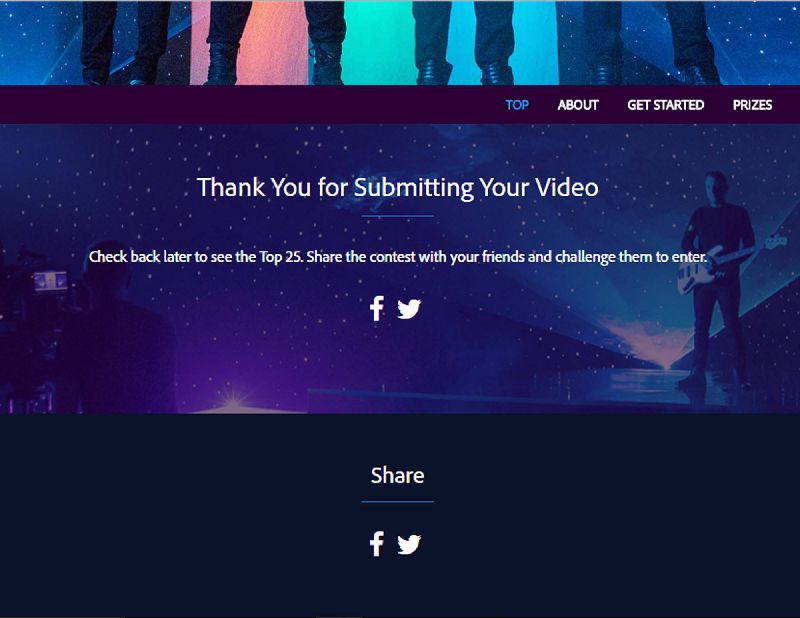 TOP ABOUT GET STARTED PRIZES
Thank You for Submitting Your Video
Check back later to see the Top 25. Share the contest with your friends and challenge them to enter.
Share